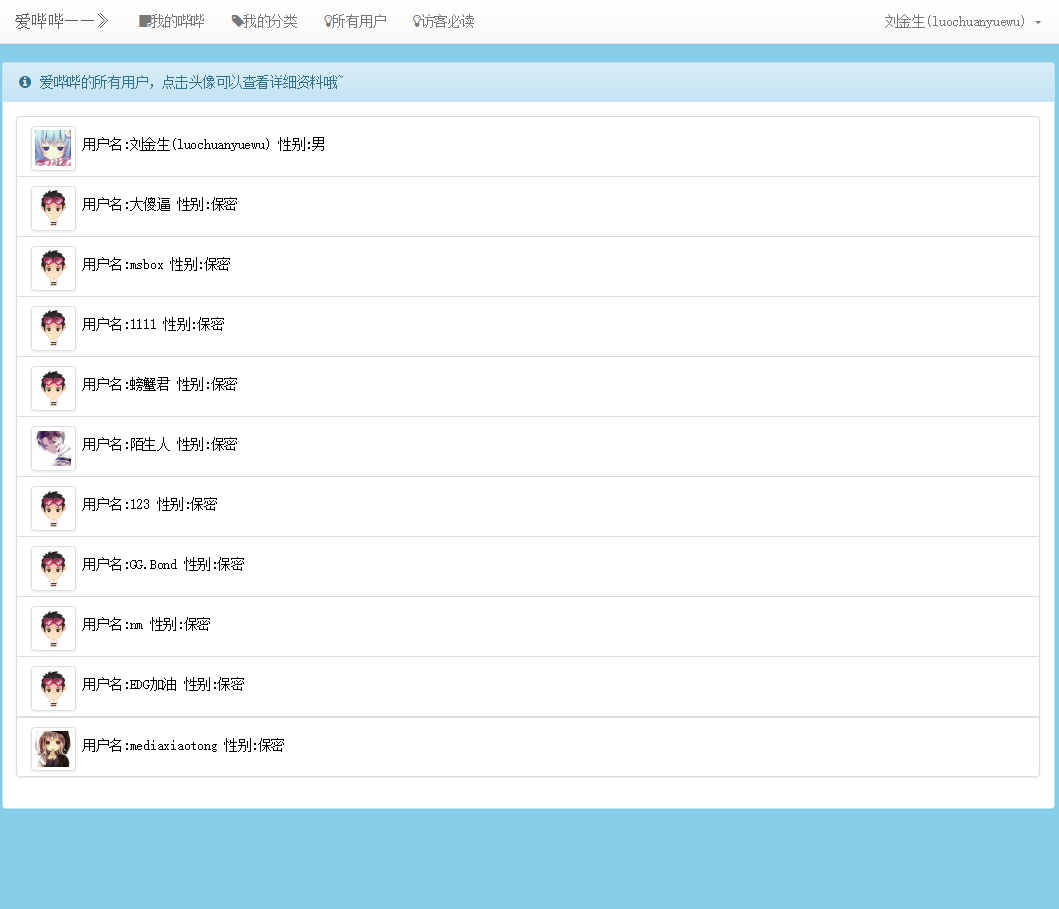 爱哔哔——》 我的哔哔 我的分类 所有用户 访客必读 刘金生(luochuanyuewu)
爱哔哔的所有用户，点击头像可以查看详细资料哦~
用户名:刘金生(luochuanyuewu) 性别:男
用户名:大傻逼 性别:保密
用户名:msbox 性别:保密
用户名:1111 性别:保密
用户名:螃蟹君 性别:保密
用户名:陌生人 性别:保密
用户名:123 性别:保密
用户名:GG.Bond 性别:保密
用户名:nm 性别:保密
用户名:EDG加油 性别:保密
用户名:mediaxiaotong 性别:保密